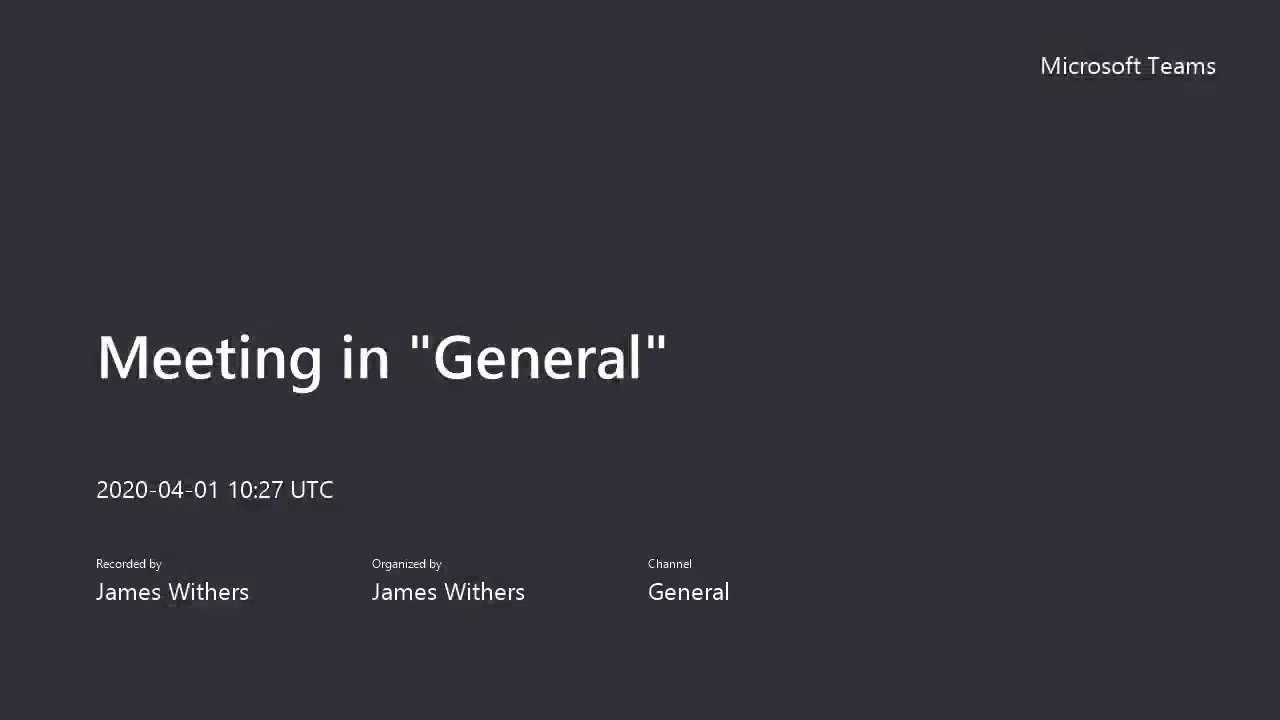 Microsoft Teams
Meeting in "General"
2020-04-01 10:27 UTC
Recorded by
James Withers
Organized by
James Withers
Channel
General